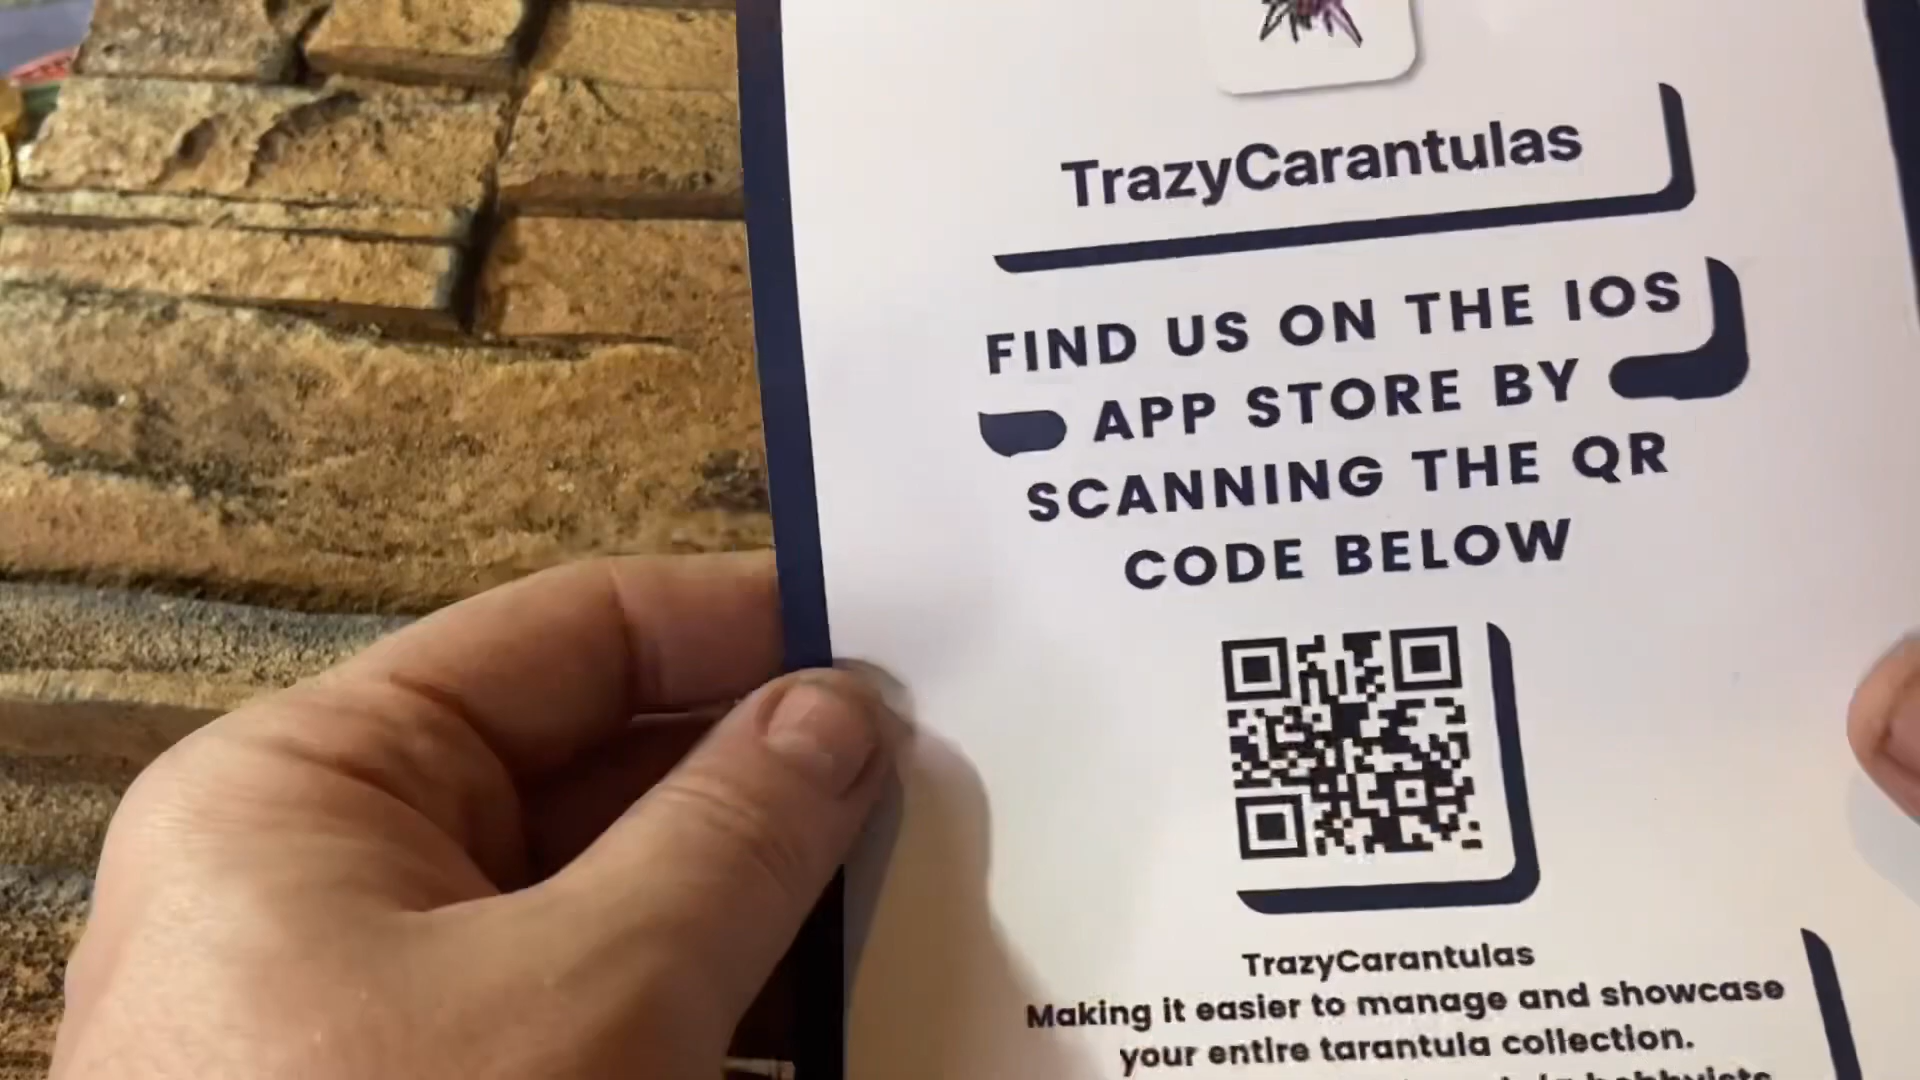 TrazyCarantulas
FIND US ON THE IOS
APP STORE BY
SCANNING THE QR
CODE BELOW
TrazyCarantulas
Making it easier to manage and showcase
your entire tarantula collection.
hobbyists